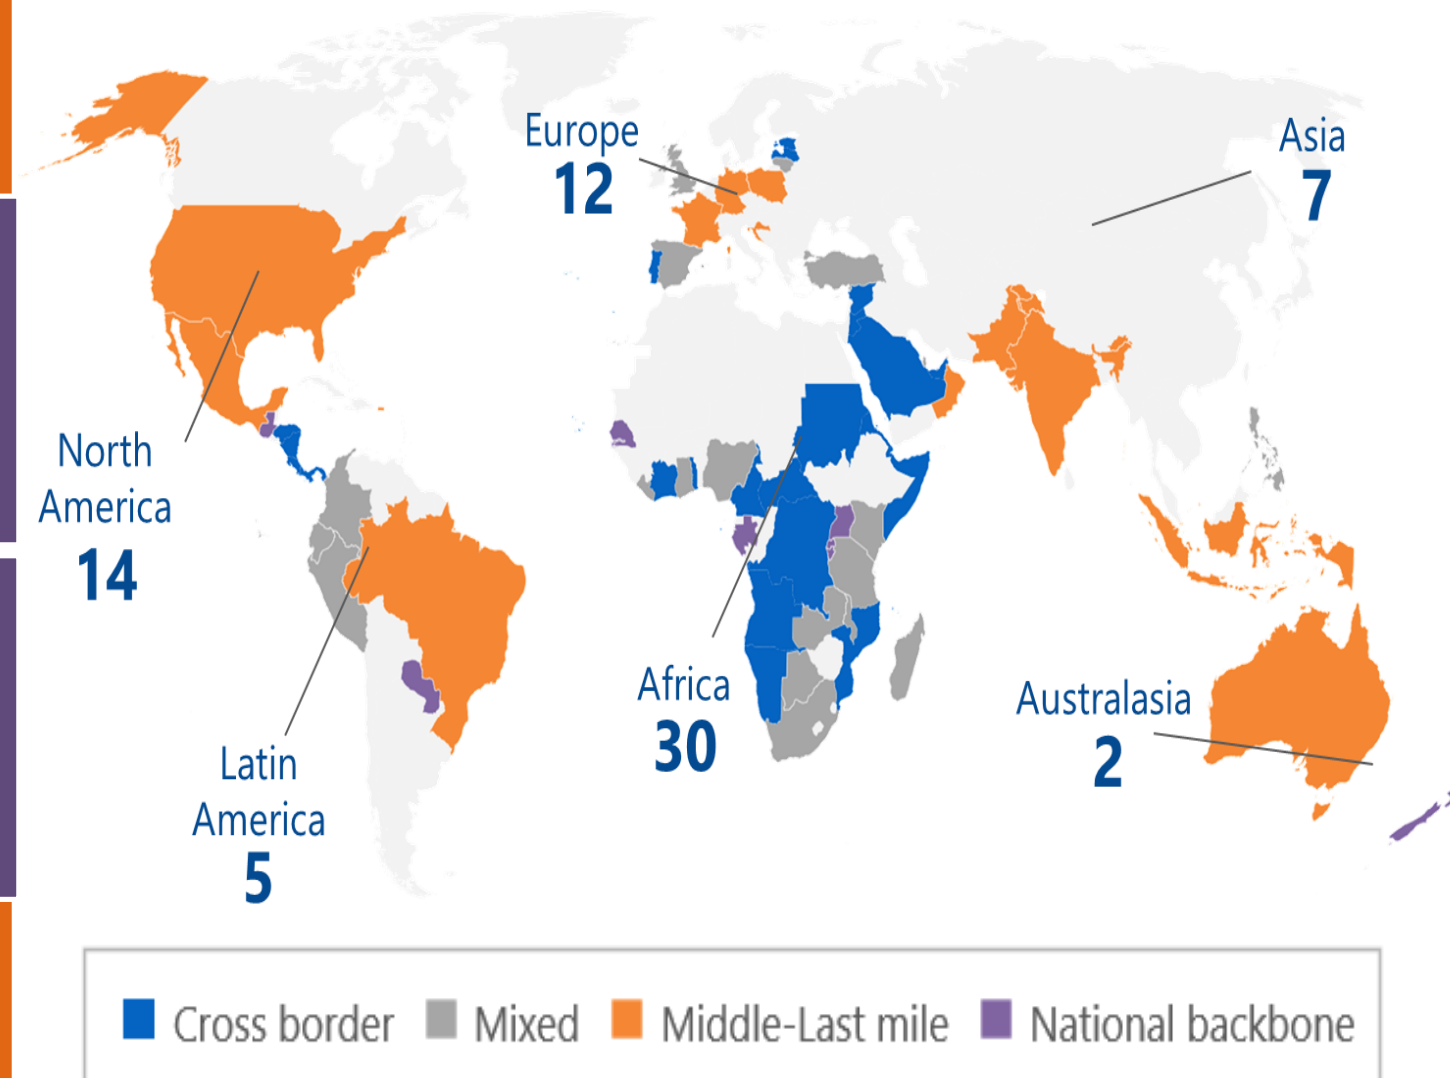 Europe
12
Asia
7
North
America
14
Latin
America
5
Africa
30
Australasia
2
Cross border
Mixed
Middle-Last mile
National backbone